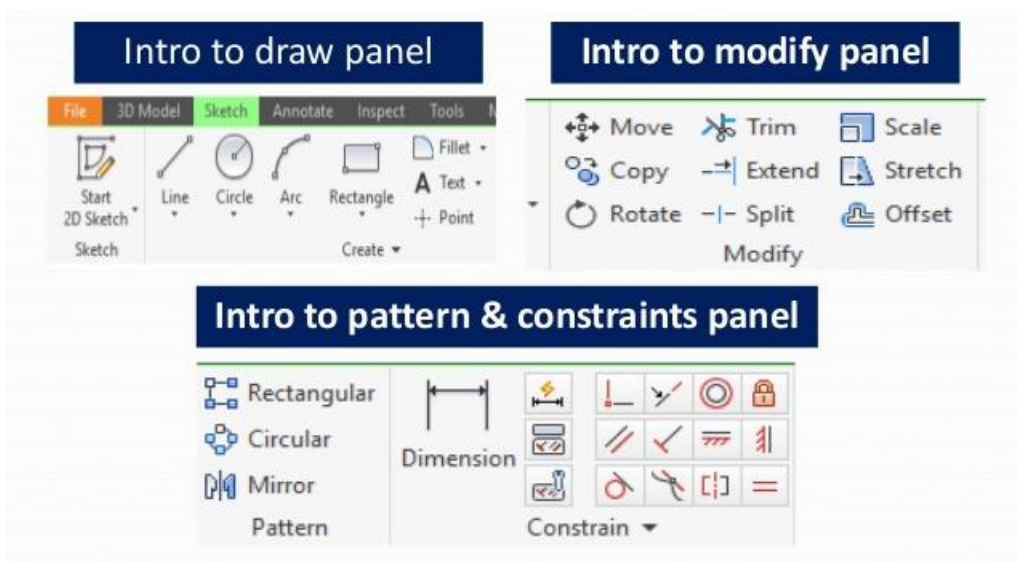 Intro to draw panel
File 3D Model Sketch Annotate Inspect Tools
Start
2D Sketch
Line Circle Arc Rectangle
Fillet
Text
Point
Sketch
Create
Intro to modify panel
Move Trim Scale
Copy Extend Stretch
Rotate Split Offset
Modify
Intro to pattern & constraints panel
Rectangular
Circular
Mirror
Pattern
Dimension
Constrain